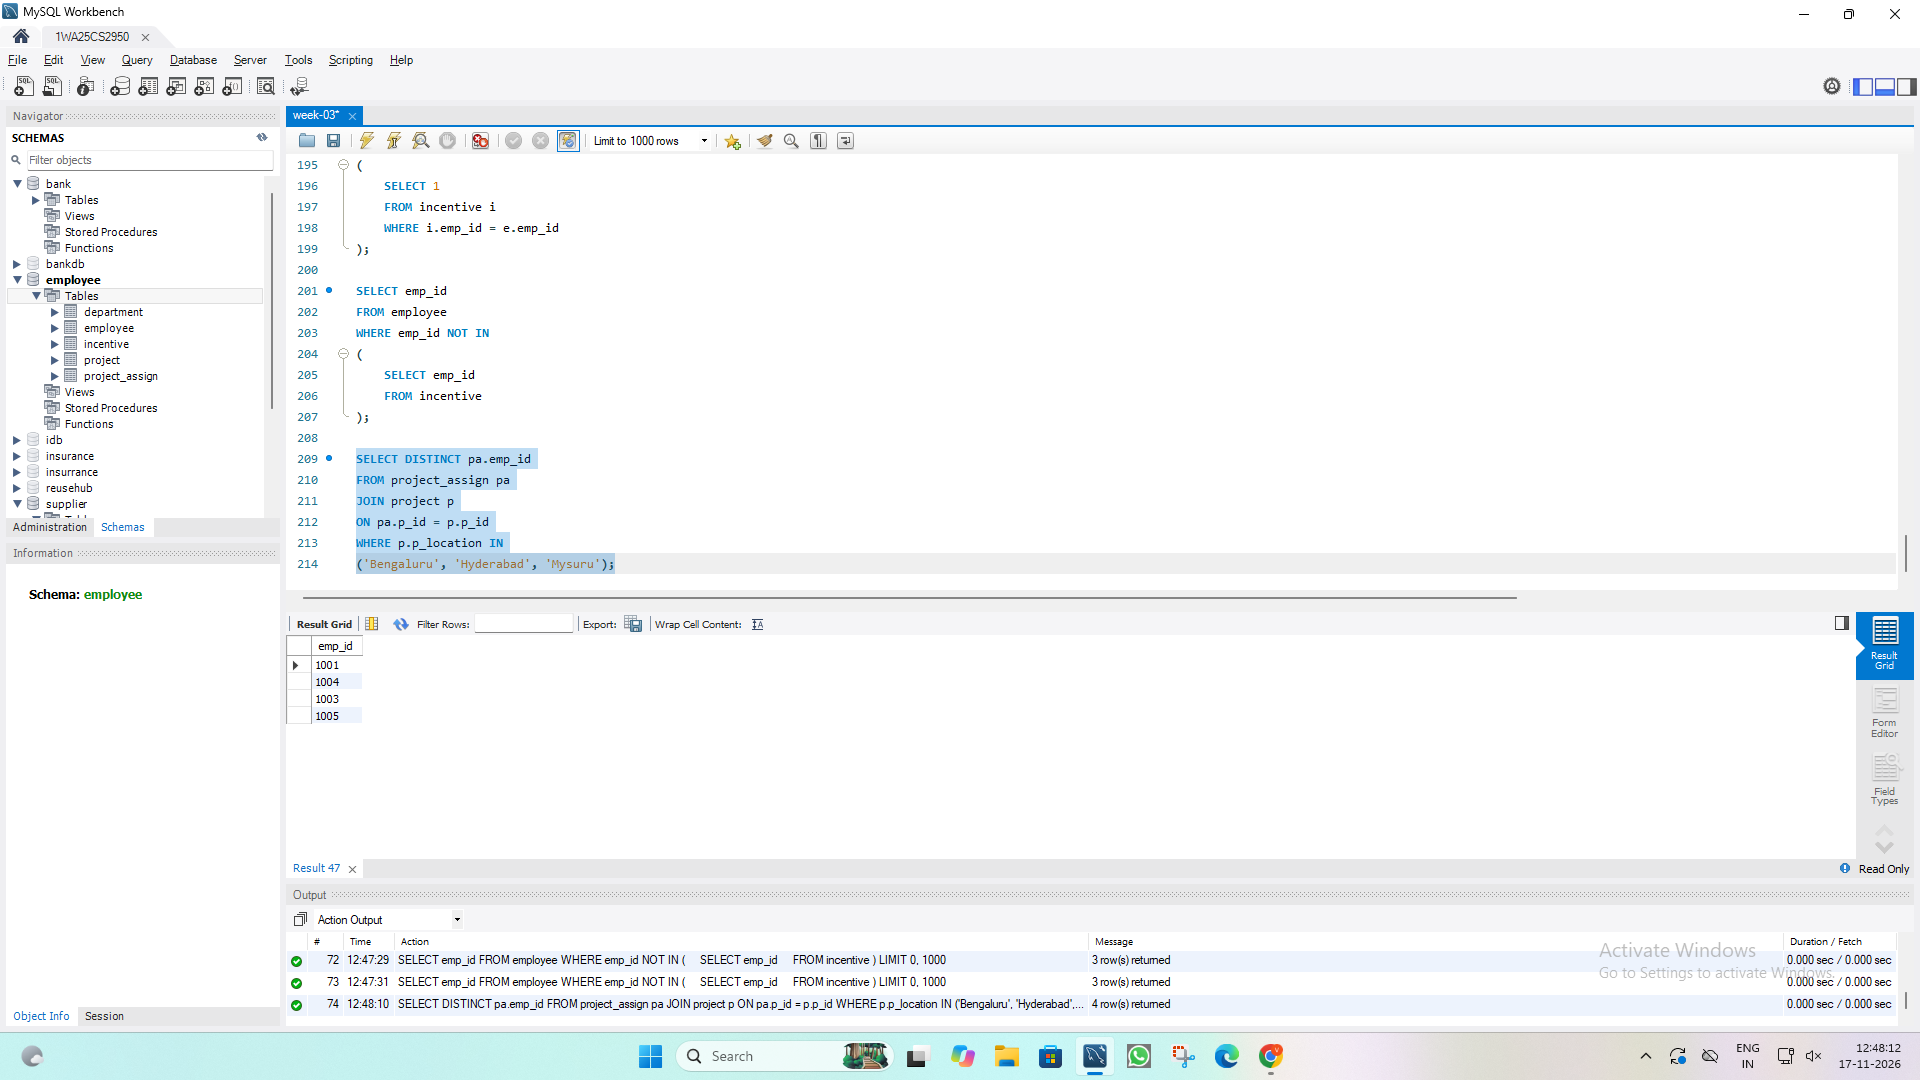 MySQL Workbench
1WA25CS2950
File Edit View Query Database Server Tools Scripting Help
Navigator
SCHEMAS
Filter objects
bank
Tables
Views
Stored Procedures
Functions
bankdb
employee
Tables
department
employee
incentive
project
project_assign
Views
Stored Procedures
Functions
idb
insurance
insurrance
reusehub
supplier
Administration Schemas
Information
Schema: employee
Object Info Session
week-03*
Limit to 1000 rows
195 (
196 SELECT 1
197 FROM incentive i
198 WHERE i.emp_id = e.emp_id
199 );
200
201 SELECT emp_id
202 FROM employee
203 WHERE emp_id NOT IN
204 (
205 SELECT emp_id
206 FROM incentive
207 );
208
209 SELECT DISTINCT pa.emp_id
210 FROM project_assign pa
211 JOIN project p
212 ON pa.p_id = p.p_id
213 WHERE p.p_location IN
214 ('Bengaluru', 'Hyderabad', 'Mysuru');
Result Grid Filter Rows: Export: Wrap Cell Content:
emp_id
1001
1004
1003
1005
Result Grid
Form Editor
Field Types
Result 47
Read Only
Output
Action Output
# Time Action Message Duration / Fetch
72 12:47:29 SELECT emp_id FROM employee WHERE emp_id NOT IN ( SELECT emp_id FROM incentive ) LIMIT 0, 1000 3 row(s) returned 0.000 sec / 0.000 sec
73 12:47:31 SELECT emp_id FROM employee WHERE emp_id NOT IN ( SELECT emp_id FROM incentive ) LIMIT 0, 1000 3 row(s) returned 0.000 sec / 0.000 sec
74 12:48:10 SELECT DISTINCT pa.emp_id FROM project_assign pa JOIN project p ON pa.p_id = p.p_id WHERE p.p_location IN ('Bengaluru', 'Hyderabad',... 4 row(s) returned 0.000 sec / 0.000 sec
Activate Windows
Go to Settings to activate Windows.
Search
ENG
IN
12:48:12
17-11-2026